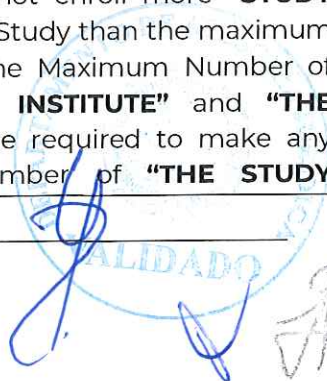 not enroll more "STUDY
Study than the maximum
he Maximum Number of
INSTITUTE" and "THE
e required to make any
mber of "THE STUDY
VALIDADO